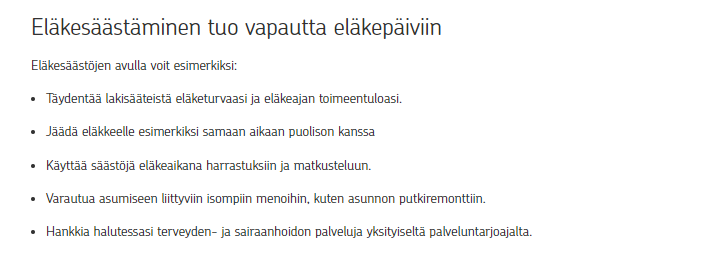 Eläkesäästäminen tuo vapautta eläkepäiviin
Eläkesäästöjen avulla voit esimerkiksi:
• Täydentää lakisääteistä eläketurvaasi ja eläkeajan toimeentuloasi.
• Jäädä eläkkeelle esimerkiksi samaan aikaan puolison kanssa
• Käyttää säästöjä eläkeaikana harrastuksiin ja matkusteluun.
• Varautua asumiseen liittyviin isompiin menoihin, kuten asunnon putkiremonttiin.
• Hankkia halutessasi terveyden- ja sairaanhoidon palveluja yksityiseltä palveluntarjoajalta.